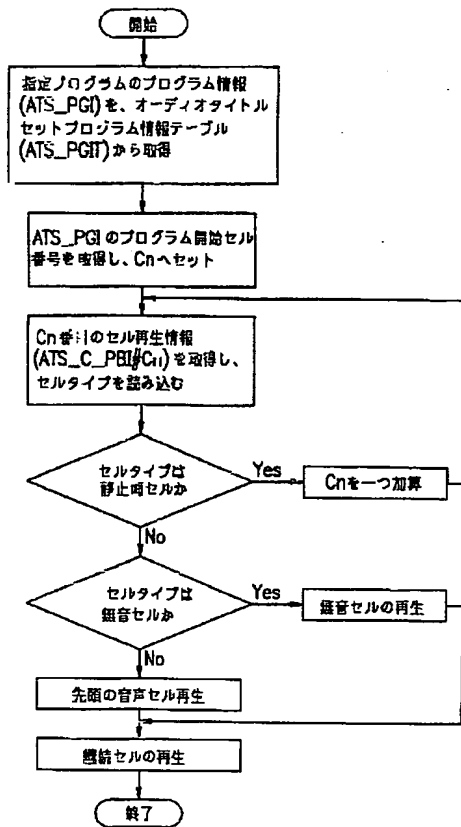 開始
指定プログラムのプログラム情報
(ATS_PGI)を、オーディオタイトル
セットプログラム情報テーブル
(ATS_PGIT)から取得
ATS_PGIのプログラム開始セル
番号を取得し、Cnへセット
Cn番目のセル再生情報
(ATS_C_PBI#Cn)を取得し、
セルタイプを読み込む
セルタイプは
静止画セルか
Yes
Cnを一つ加算
No
セルタイプは
無音セルか
Yes
無音セルの再生
No
先頭の音声セル再生
継続セルの再生
終了